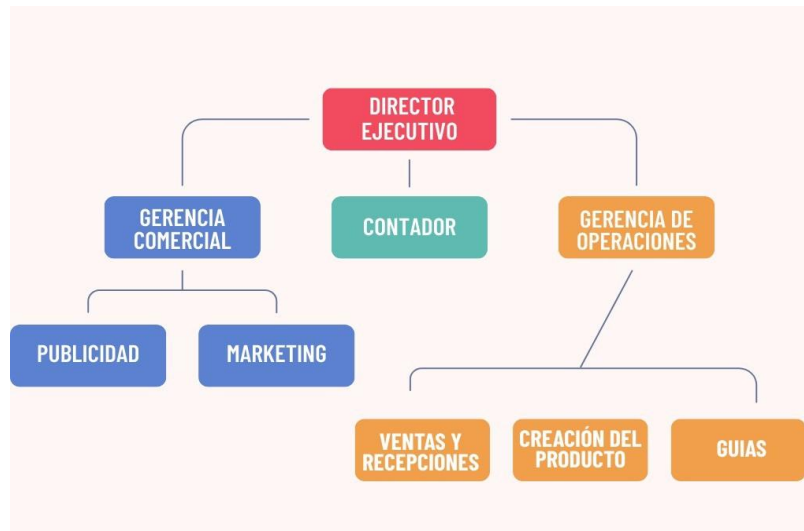 DIRECTOR
EJECUTIVO
GERENCIA
COMERCIAL
CONTADOR
GERENCIA DE
OPERACIONES
PUBLICIDAD
MARKETING
VENTAS Y
RECEPCIONES
CREACIÓN DEL
PRODUCTO
GUIAS